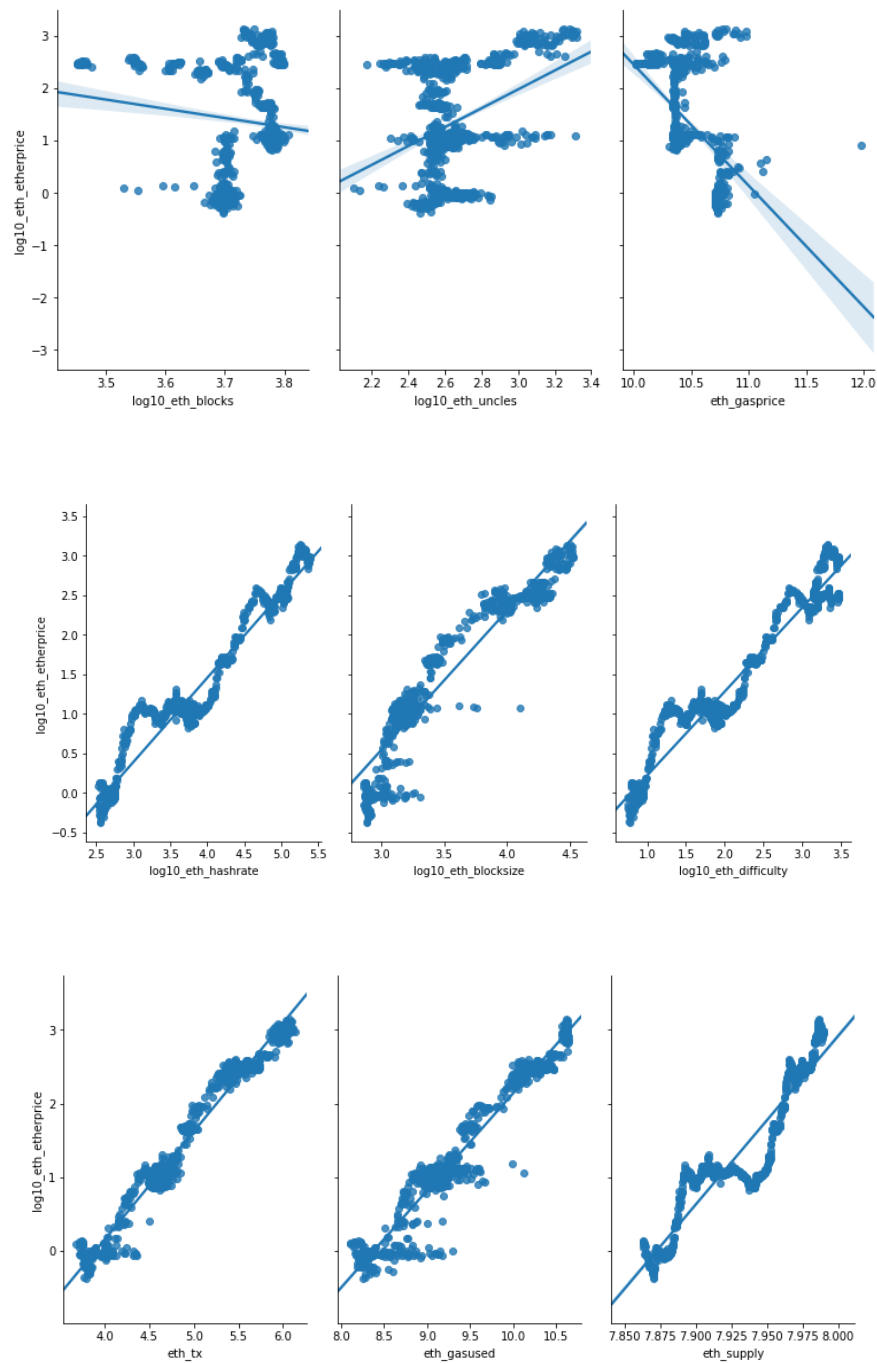 3
2
1
0
−1
−2
−3
log10_eth_etherprice
3.5 3.6 3.7 3.8
log10_eth_blocks
2.2 2.4 2.6 2.8 3.0 3.2 3.4
log10_eth_uncles
10.0 10.5 11.0 11.5 12.0
eth_gasprice
3.5
3.0
2.5
2.0
1.5
1.0
0.5
0.0
−0.5
log10_eth_etherprice
2.5 3.0 3.5 4.0 4.5 5.0 5.5
log10_eth_hashrate
3.0 3.5 4.0 4.5
log10_eth_blocksize
1.0 1.5 2.0 2.5 3.0 3.5
log10_eth_difficulty
3
2
1
0
log10_eth_etherprice
4.0 4.5 5.0 5.5 6.0
eth_tx
8.0 8.5 9.0 9.5 10.0 10.5
eth_gasused
7.850 7.875 7.900 7.925 7.950 7.975 8.000
eth_supply